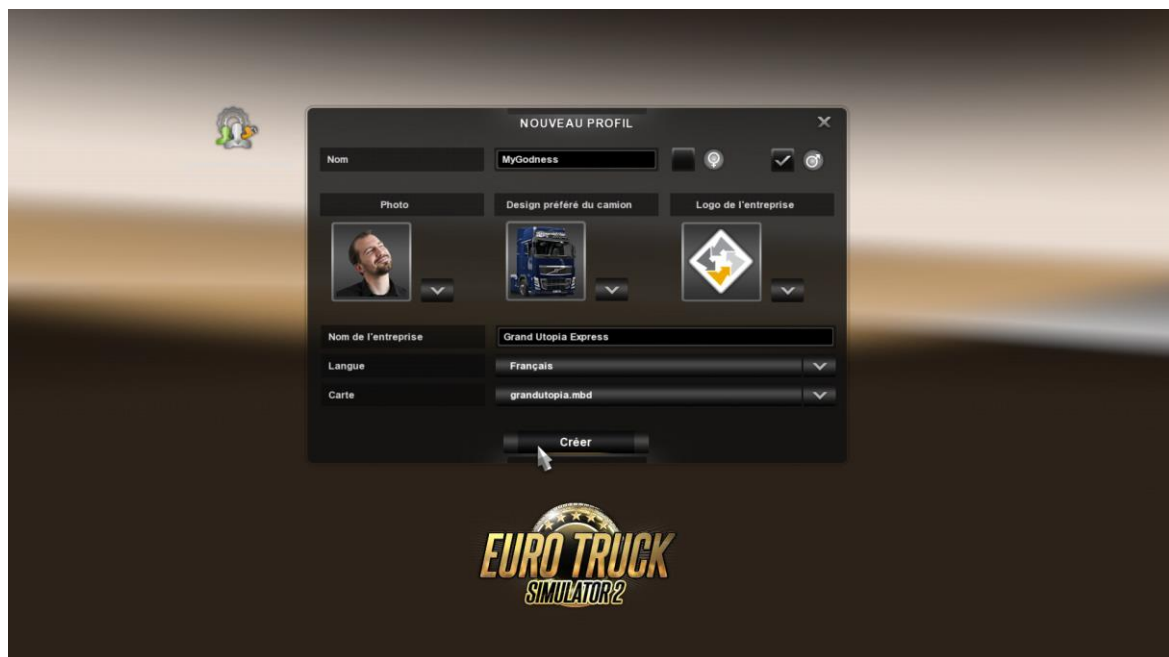 NOUVEAU PROFIL
Nom
MyGodness
Photo
Design préféré du camion
Logo de l'entreprise
Nom de l'entreprise
Grand Utopia Express
Langue
Français
Carte
grandutopia.mbd
Créer
EURO TRUCK
SIMULATOR 2